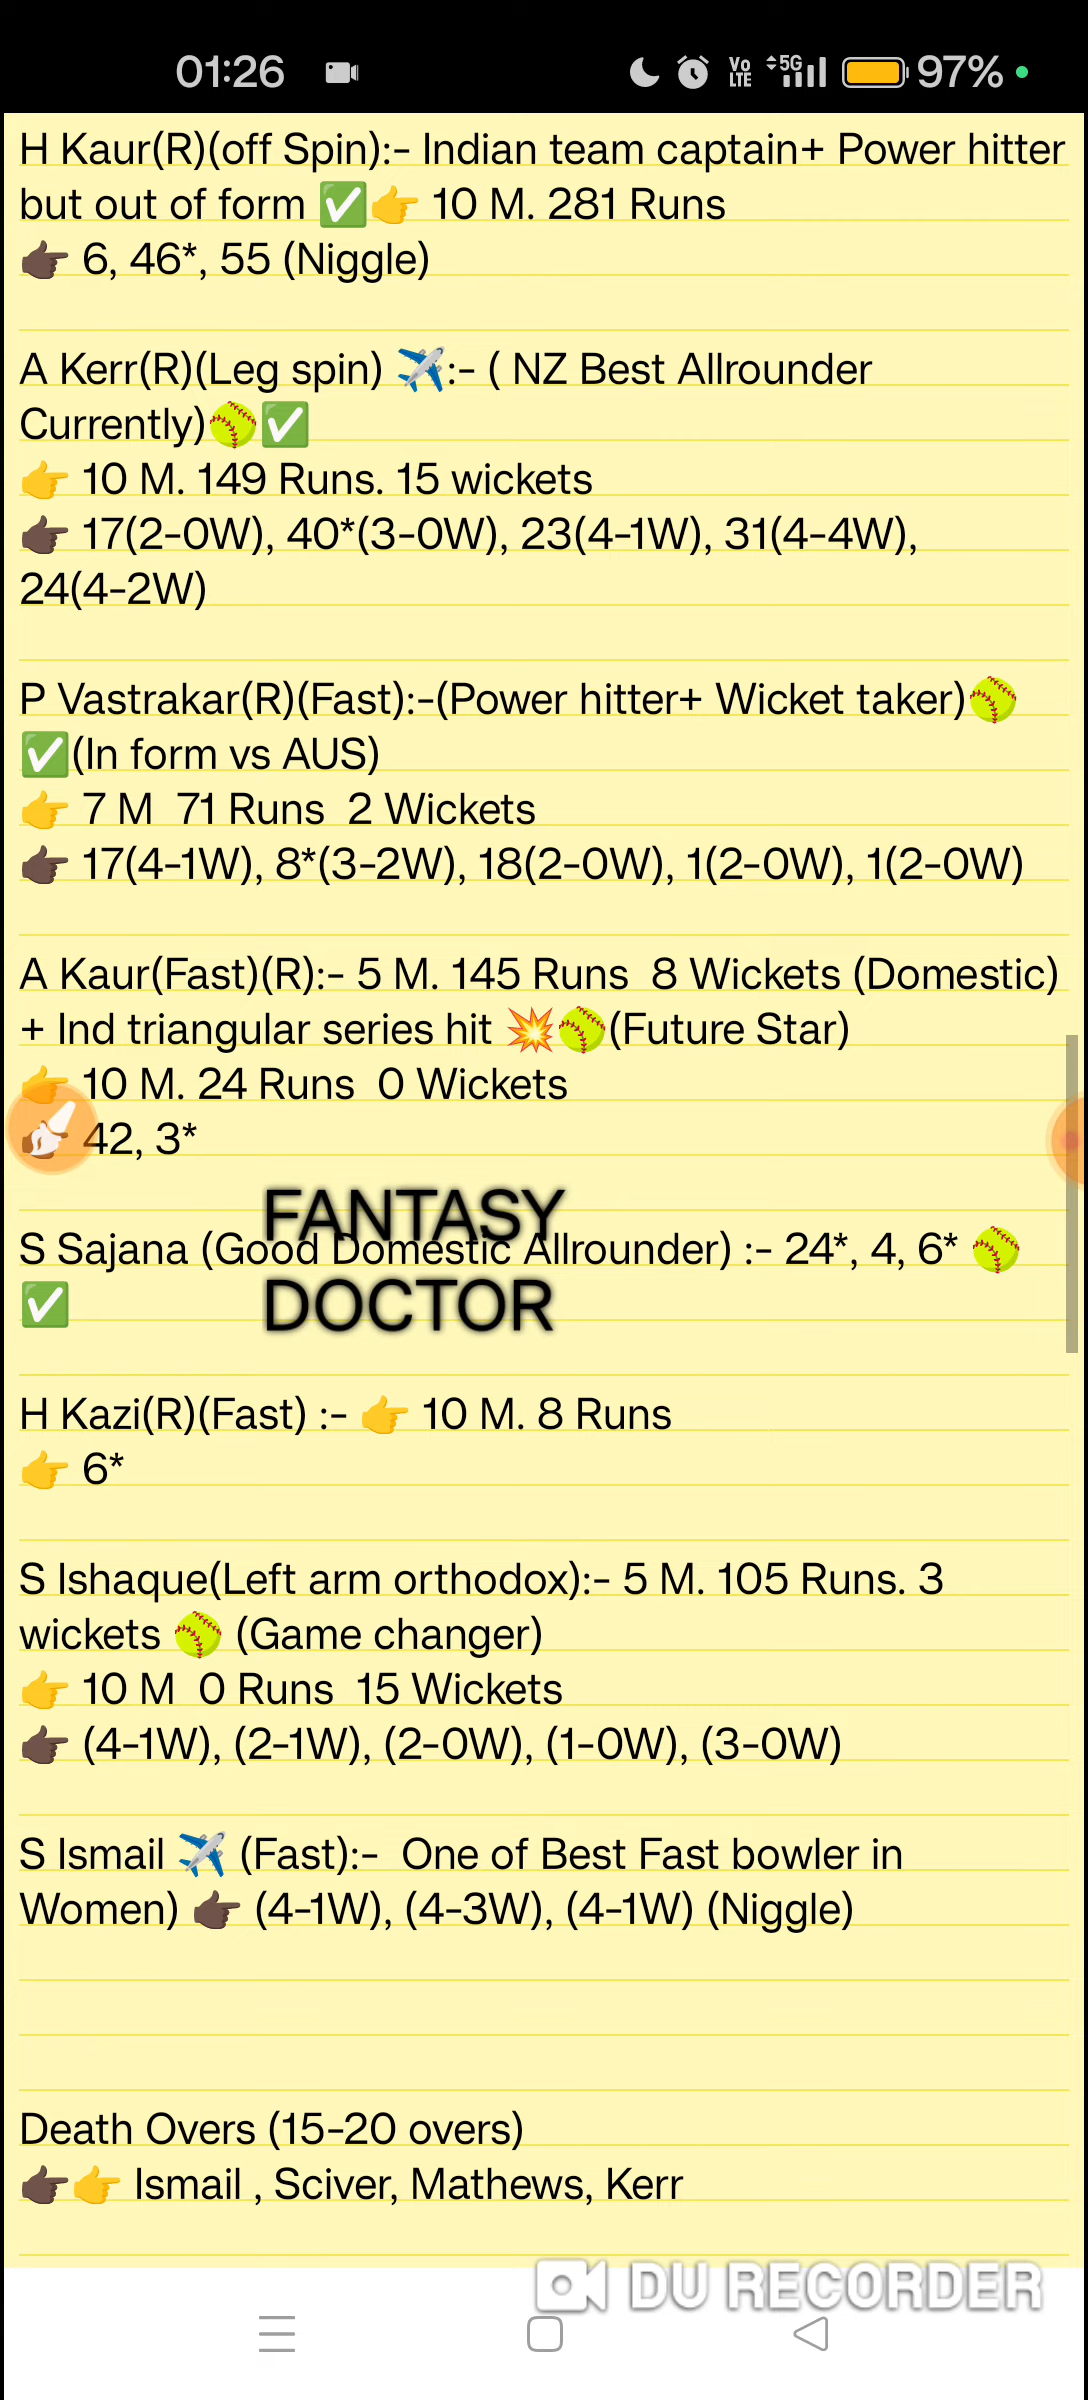 01:26 Vo LTE 5G 97%
H Kaur(R)(off Spin):- Indian team captain+ Power hitter
but out of form ✅👉 10 M. 281 Runs
👉🏿 6, 46*, 55 (Niggle)
A Kerr(R)(Leg spin) ✈️:- ( NZ Best Allrounder
Currently)🥎✅
👉 10 M. 149 Runs. 15 wickets
👉🏿 17(2-0W), 40*(3-0W), 23(4-1W), 31(4-4W),
24(4-2W)
P Vastrakar(R)(Fast):-(Power hitter+ Wicket taker)🥎
✅(In form vs AUS)
👉 7 M 71 Runs 2 Wickets
👉🏿 17(4-1W), 8*(3-2W), 18(2-0W), 1(2-0W), 1(2-0W)
A Kaur(Fast)(R):- 5 M. 145 Runs 8 Wickets (Domestic)
+ Ind triangular series hit 💥🥎(Future Star)
👉 10 M. 24 Runs 0 Wickets
42, 3*
FANTASY
S Sajana (Good Domestic Allrounder) :- 24*, 4, 6* 🥎
✅
DOCTOR
H Kazi(R)(Fast) :- 👉 10 M. 8 Runs
👉 6*
S Ishaque(Left arm orthodox):- 5 M. 105 Runs. 3
wickets 🥎 (Game changer)
👉 10 M 0 Runs 15 Wickets
👉🏿 (4-1W), (2-1W), (2-0W), (1-0W), (3-0W)
S Ismail ✈️ (Fast):- One of Best Fast bowler in
Women) 👉🏿 (4-1W), (4-3W), (4-1W) (Niggle)
Death Overs (15-20 overs)
👉🏿👉 Ismail , Sciver, Mathews, Kerr
DU RECORDER